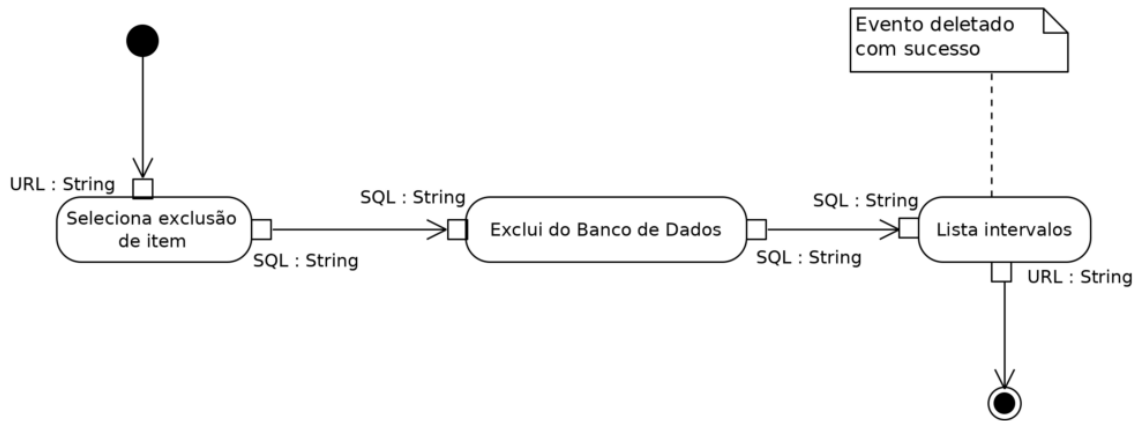 Evento deletado
com sucesso
URL : String
Seleciona exclusão
de item
SQL : String
SQL : String
Exclui do Banco de Dados
SQL : String
SQL : String
Lista intervalos
URL : String